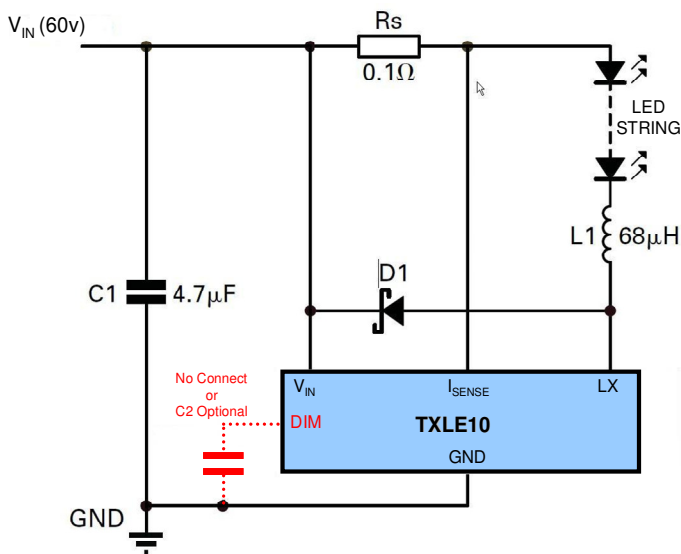 VIN (60v)
Rs
0.1Ω
LED
STRING
L1 68µH
D1
C1 4.7µF
No Connect
or
C2 Optional
VIN ISENSE LX
DIM
TXLE10
GND
GND